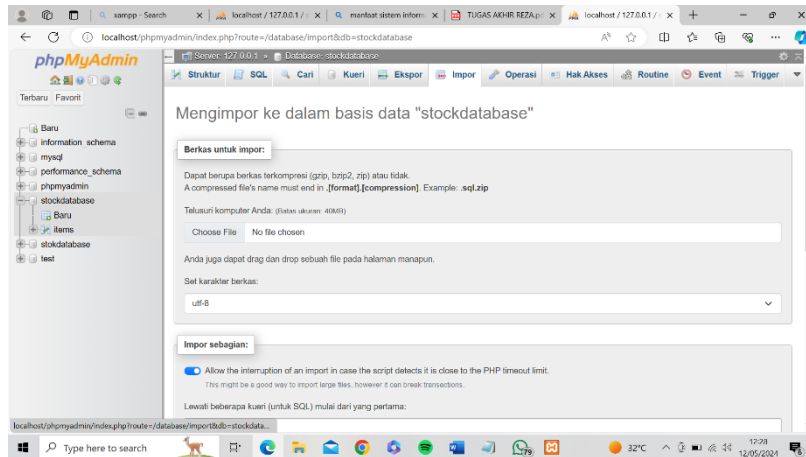 xampp - Search
localhost / 127.0.0.1 /
manfaat sistem inform
TUGAS AKHIR REZA.p
localhost / 127.0.0.1 /
localhost/phpmyadmin/index.php?route=/database/import&db=stockdatabase
phpMyAdmin
Terbaru Favorit
Baru
information_schema
mysql
performance_schema
phpmyadmin
stockdatabase
Baru
items
stokdatabase
test
Server: 127.0.0.1 » Database: stockdatabase
Struktur SQL Cari Kueri Ekspor Impor Operasi Hak Akses Routine Event Trigger
Mengimpor ke dalam basis data "stockdatabase"
Berkas untuk impor:
Dapat berupa berkas terkompresi (gzip, bzip2, zip) atau tidak.
A compressed file's name must end in .[format].[compression]. Example: .sql.zip
Telusuri komputer Anda: (Batas ukuran: 40MB)
Choose File No file chosen
Anda juga dapat drag dan drop sebuah file pada halaman manapun.
Set karakter berkas:
utf-8
Impor sebagian:
Allow the interruption of an import in case the script detects it is close to the PHP timeout limit.
This might be a good way to import large files, however it can break transactions.
Lewati beberapa kueri (untuk SQL) mulai dari yang pertama:
localhost/phpmyadmin/index.php?route=/database/import&db=stockdata...
Type here to search
79
32°C
12:28
12/05/2024